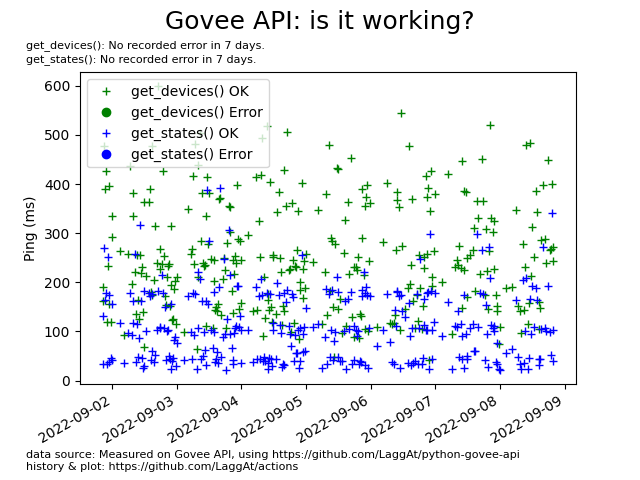 Govee API: is it working?
get_devices(): No recorded error in 7 days.
get_states(): No recorded error in 7 days.
get_devices() OK
get_devices() Error
get_states() OK
get_states() Error
Ping (ms)
600
500
400
300
200
100
0
2022-09-02
2022-09-03
2022-09-04
2022-09-05
2022-09-06
2022-09-07
2022-09-08
2022-09-09
data source: Measured on Govee API, using https://github.com/LaggAt/python-govee-api
history & plot: https://github.com/LaggAt/actions